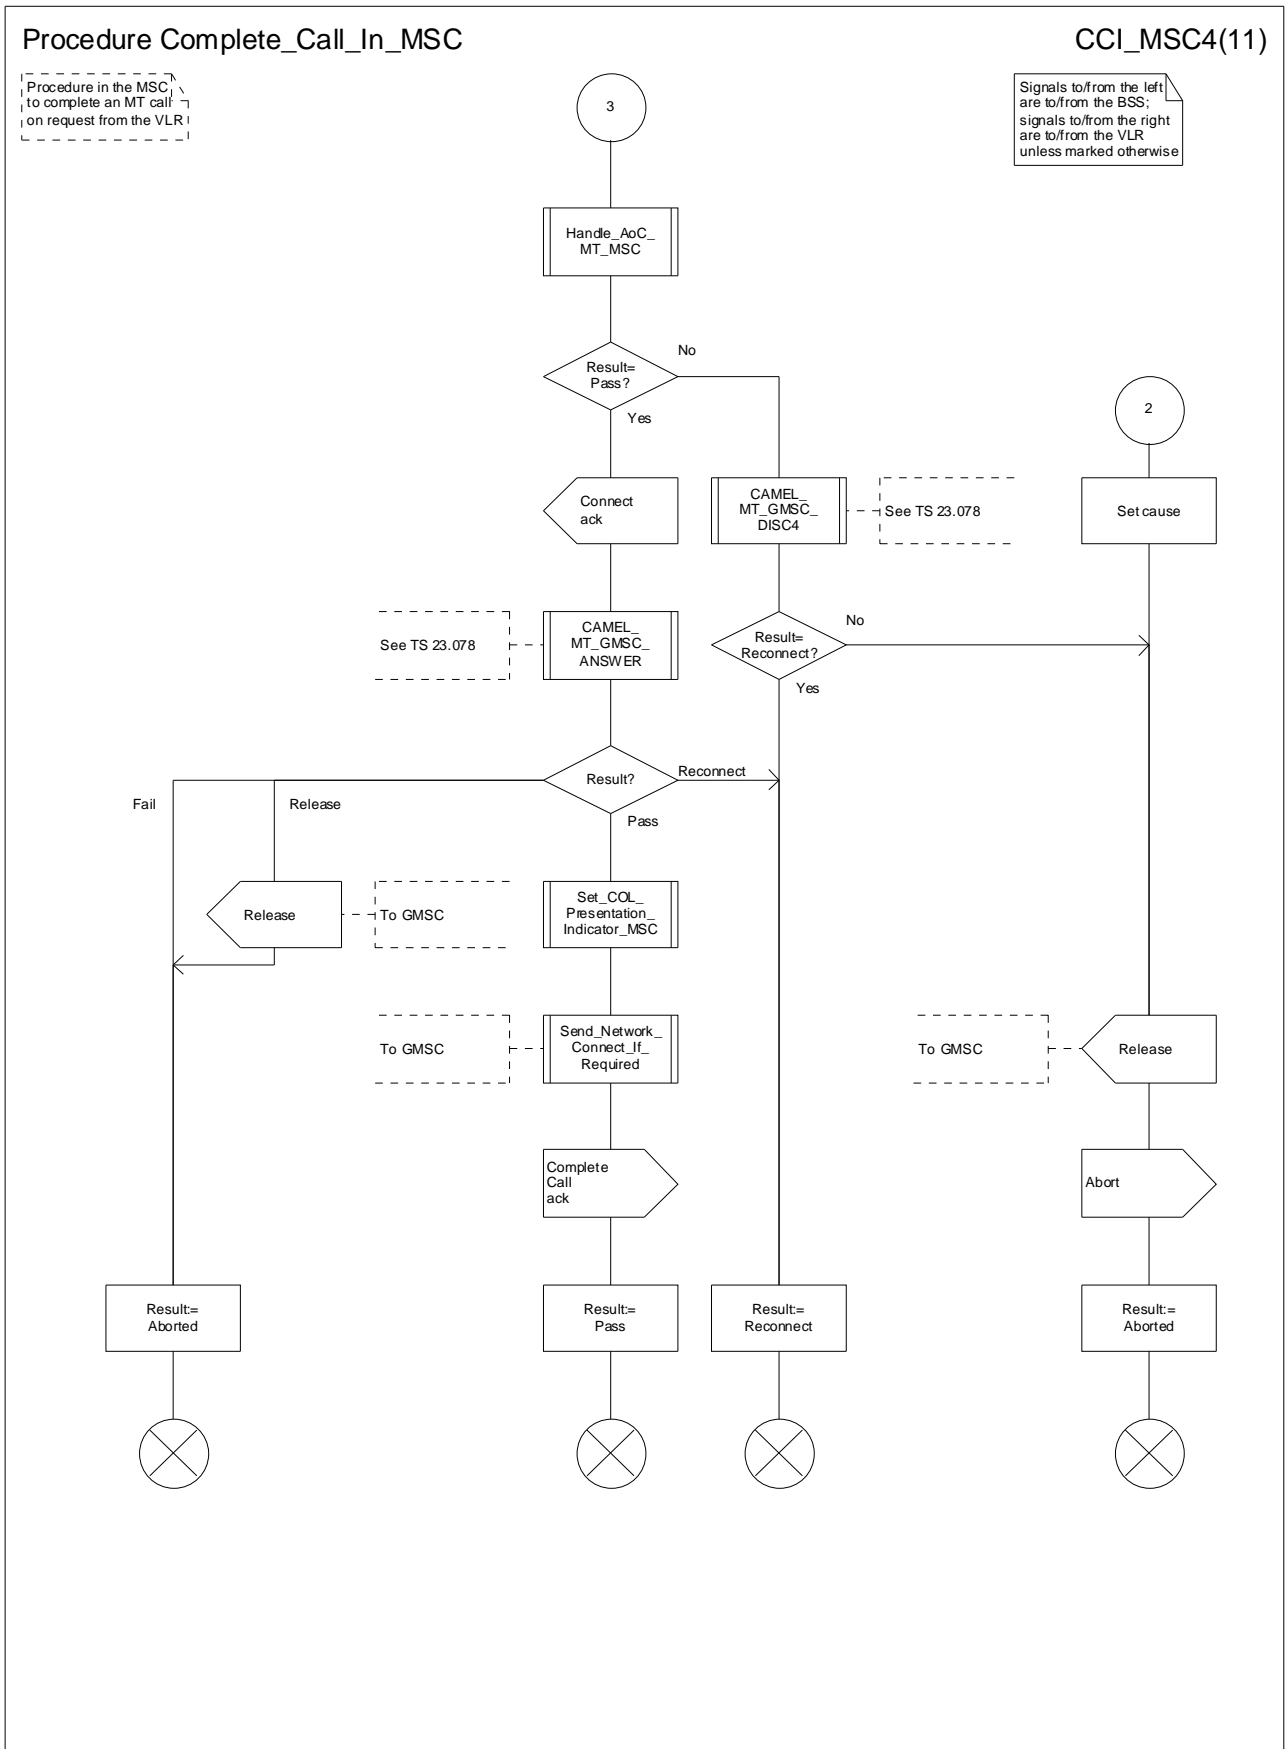 Procedure Complete_Call_In_MSC
CCI_MSC4(11)
Procedure in the MSC
to complete an MT call
on request from the VLR
Signals to/from the left
are to/from the BSS;
signals to/from the right
are to/from the VLR
unless marked otherwise
3
Handle_AoC_
MT_MSC
Result=
Pass?
No
Yes
2
Connect
ack
CAMEL_
MT_GMSC_
DISC4
See TS 23.078
Set cause
See TS 23.078
CAMEL_
MT_GMSC_
ANSWER
Result=
Reconnect?
No
Yes
Result?
Reconnect
Fail
Release
Pass
Release
To GMSC
Set_COL_
Presentation_
Indicator_MSC
To GMSC
Send_Network_
Connect_If_
Required
To GMSC
Release
Complete
Call
ack
Abort
Result:=
Aborted
Result:=
Pass
Result:=
Reconnect
Result:=
Aborted